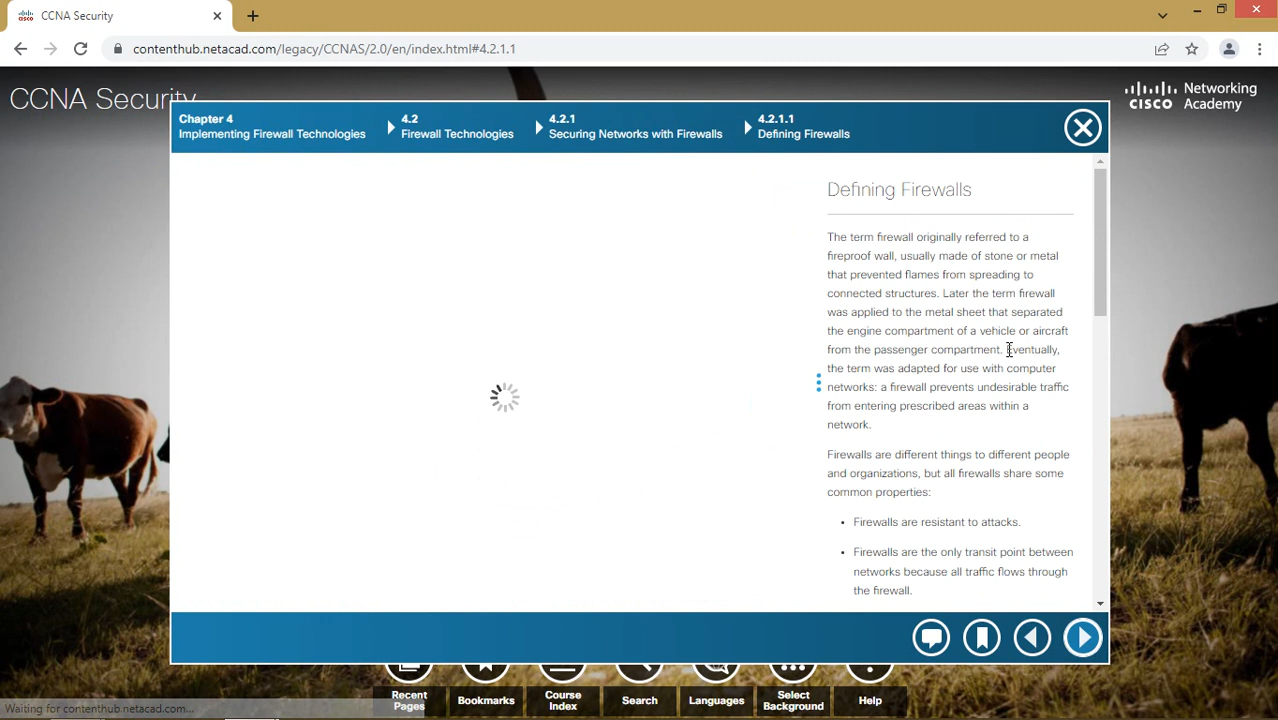 CCNA Security
contenthub.netacad.com/legacy/CCNAS/2.0/en/index.html#4.2.1.1
CCNA Security
Networking
CISCO Academy
Chapter 4
Implementing Firewall Technologies
4.2
Firewall Technologies
4.2.1
Securing Networks with Firewalls
4.2.1.1
Defining Firewalls
Defining Firewalls
The term firewall originally referred to a
fireproof wall, usually made of stone or metal
that prevented flames from spreading to
connected structures. Later the term firewall
was applied to the metal sheet that separated
the engine compartment of a vehicle or aircraft
from the passenger compartment. Eventually,
the term was adapted for use with computer
networks: a firewall prevents undesirable traffic
from entering prescribed areas within a
network.
Firewalls are different things to different people
and organizations, but all firewalls share some
common properties:
• Firewalls are resistant to attacks.
• Firewalls are the only transit point between
networks because all traffic flows through
the firewall.
Recent
Pages
Bookmarks
Course
Index
Search
Languages
Select
Background
Help
Waiting for contenthub.netacad.com...